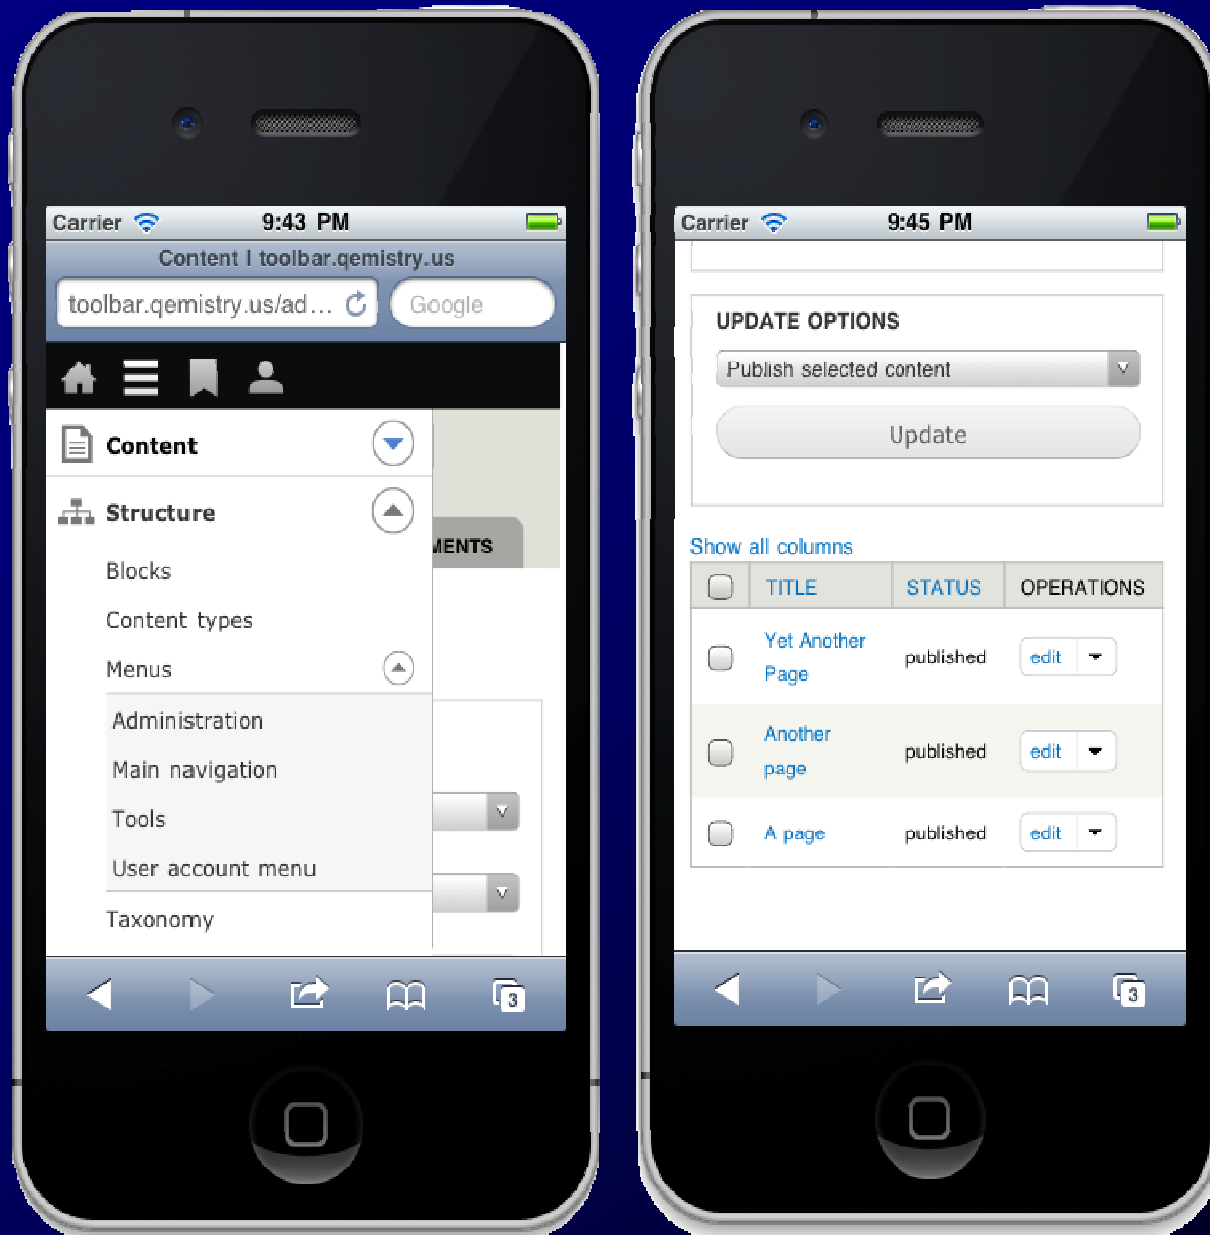 Carrier 9:43 PM
Content | toolbar.qemistry.us
toolbar.qemistry.us/ad... Google
Content
Structure
MENTS
Blocks
Content types
Menus
Administration
Main navigation
Tools
User account menu
Taxonomy
3
Carrier 9:45 PM
UPDATE OPTIONS
Publish selected content
Update
Show all columns
TITLE STATUS OPERATIONS
Yet Another
Page published edit
Another
page published edit
A page published edit
3